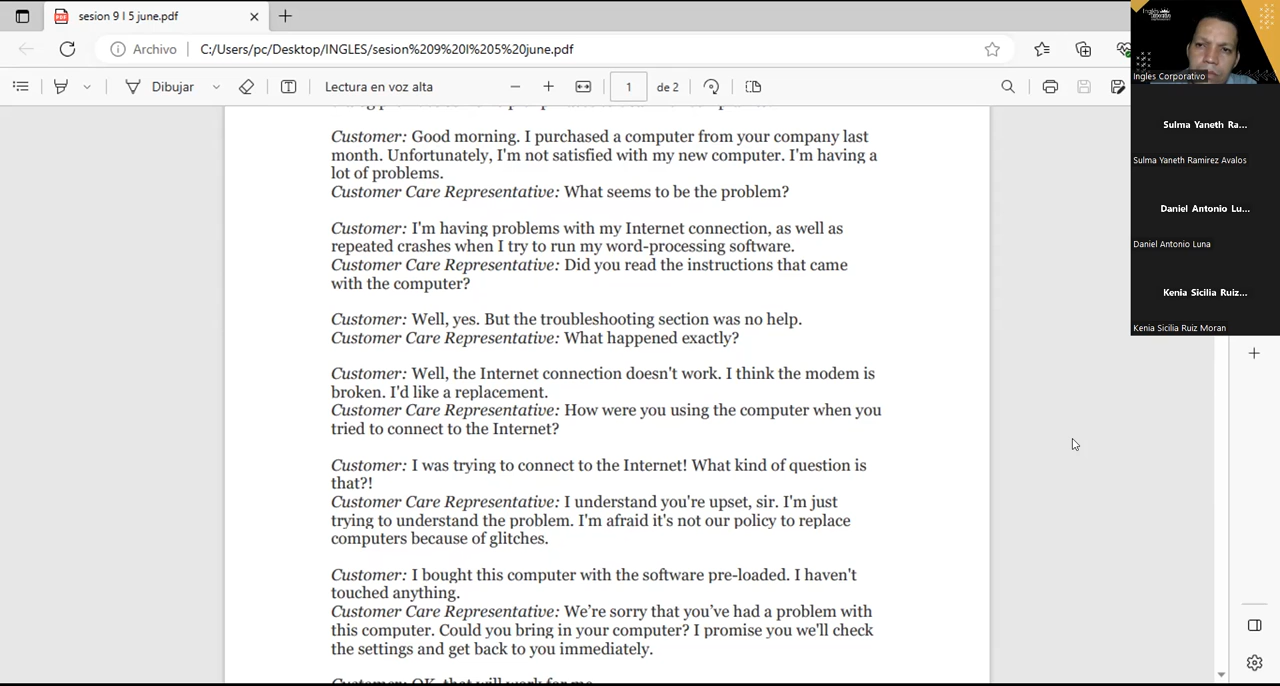 sesion 9 I 5 june.pdf
Archivo
C:/Users/pc/Desktop/INGLES/sesion%209%20I%205%20june.pdf
Dibujar
Lectura en voz alta
1
de 2
Customer: Good morning. I purchased a computer from your company last
month. Unfortunately, I'm not satisfied with my new computer. I'm having a
lot of problems.
Customer Care Representative: What seems to be the problem?
Customer: I'm having problems with my Internet connection, as well as
repeated crashes when I try to run my word-processing software.
Customer Care Representative: Did you read the instructions that came
with the computer?
Customer: Well, yes. But the troubleshooting section was no help.
Customer Care Representative: What happened exactly?
Customer: Well, the Internet connection doesn't work. I think the modem is
broken. I'd like a replacement.
Customer Care Representative: How were you using the computer when you
tried to connect to the Internet?
Customer: I was trying to connect to the Internet! What kind of question is
that?!
Customer Care Representative: I understand you're upset, sir. I'm just
trying to understand the problem. I'm afraid it's not our policy to replace
computers because of glitches.
Customer: I bought this computer with the software pre-loaded. I haven't
touched anything.
Customer Care Representative: We're sorry that you've had a problem with
this computer. Could you bring in your computer? I promise you we'll check
the settings and get back to you immediately.
Customer: OK, that will work for me.
Ingles Corporativo
Sulma Yaneth Ra...
Sulma Yaneth Ramirez Avalos
Daniel Antonio Lu...
Daniel Antonio Luna
Kenia Sicilia Ruiz...
Kenia Sicilia Ruiz Moran